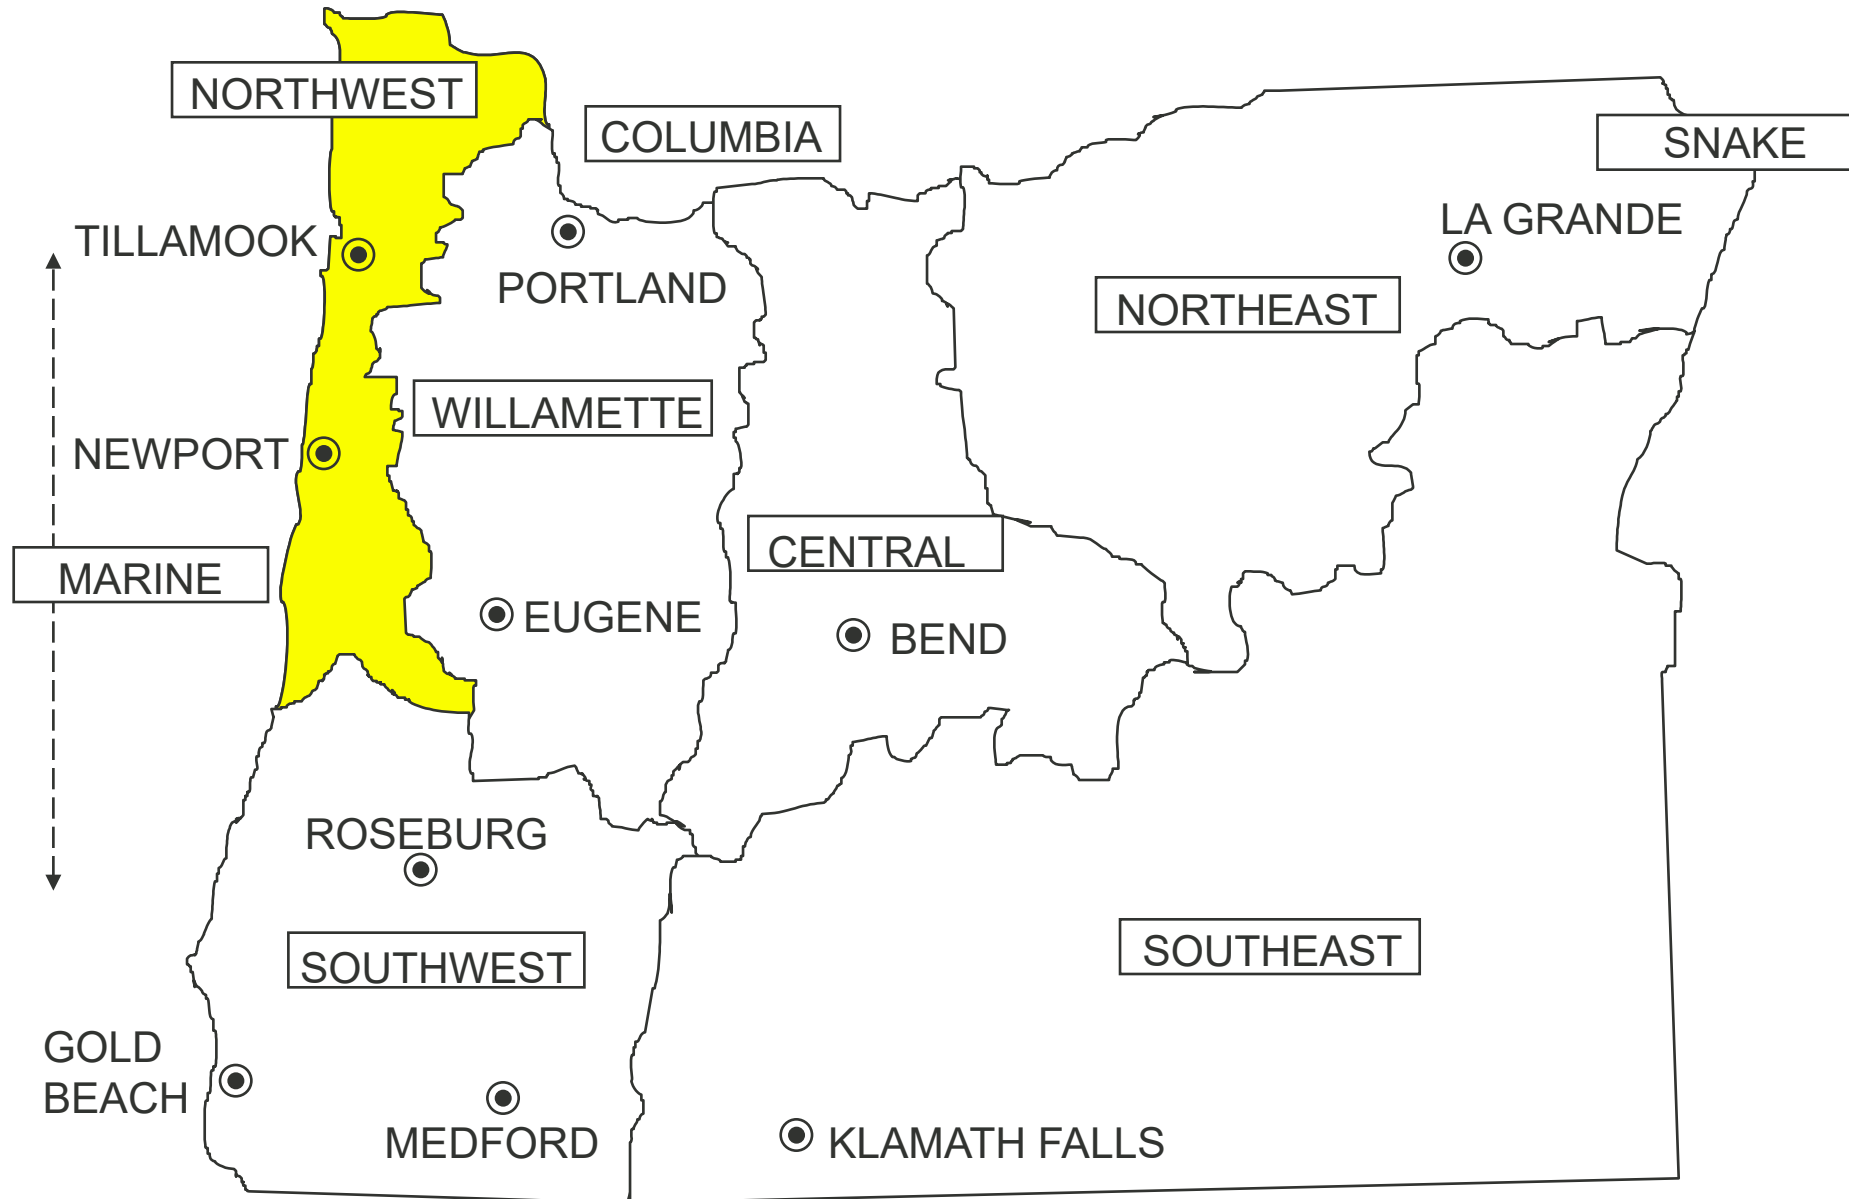 NORTHWEST
COLUMBIA
SNAKE
TILLAMOOK
PORTLAND
LA GRANDE
NORTHEAST
WILLAMETTE
NEWPORT
MARINE
CENTRAL
EUGENE
BEND
ROSEBURG
SOUTHWEST
SOUTHEAST
GOLD
BEACH
MEDFORD
KLAMATH FALLS